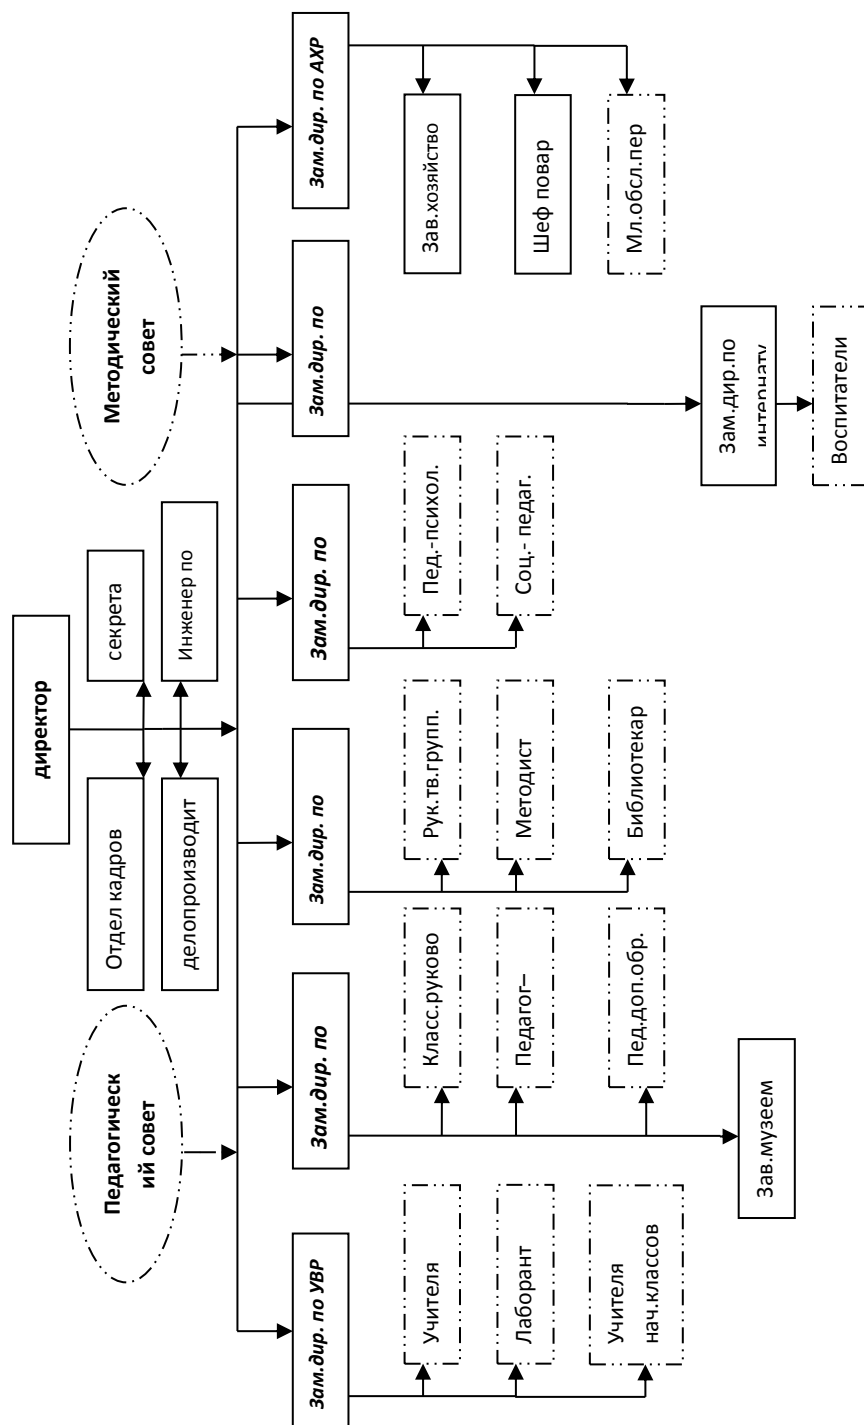 директор
Отдел кадров
секрета
делопроизводит
Инженер по
Педагогическ
ий совет
Методический
совет
Зам.дир. по УВР
Зам.дир. по
Зам.дир. по
Зам.дир. по
Зам.дир. по
Зам.дир. по АХР
Учителя
Лаборант
Учителя
нач.классов
Класс.руково
Педагог–
Пед.доп.обр.
Зав.музеем
Рук.тв.групп.
Методист
Библиотекар
Пед.-психол.
Соц.- педаг.
Зам.дир.по
интернату
Воспитатели
Зав.хозяйство
Шеф повар
Мл.обсл.пер